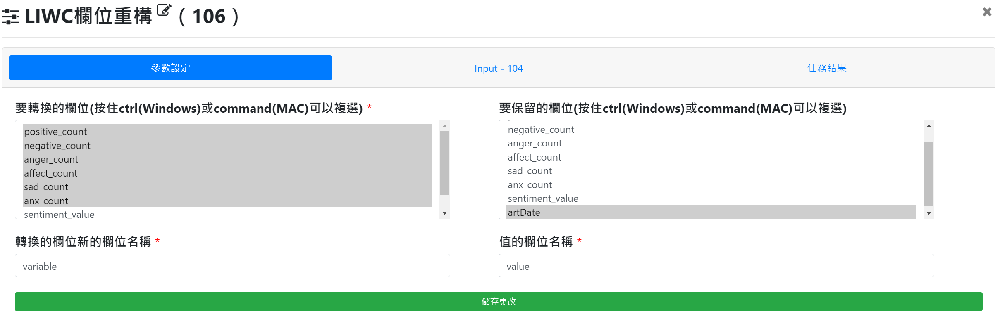 LIWC欄位重構 ( 106 )
參數設定
Input - 104
任務結果
要轉換的欄位(按住ctrl(Windows)或command(MAC)可以複選) *
positive_count
negative_count
anger_count
affect_count
sad_count
anx_count
sentiment_value
要保留的欄位(按住ctrl(Windows)或command(MAC)可以複選)
negative_count
anger_count
affect_count
sad_count
anx_count
sentiment_value
artDate
轉換的欄位新的欄位名稱 *
variable
值的欄位名稱 *
value
儲存更改